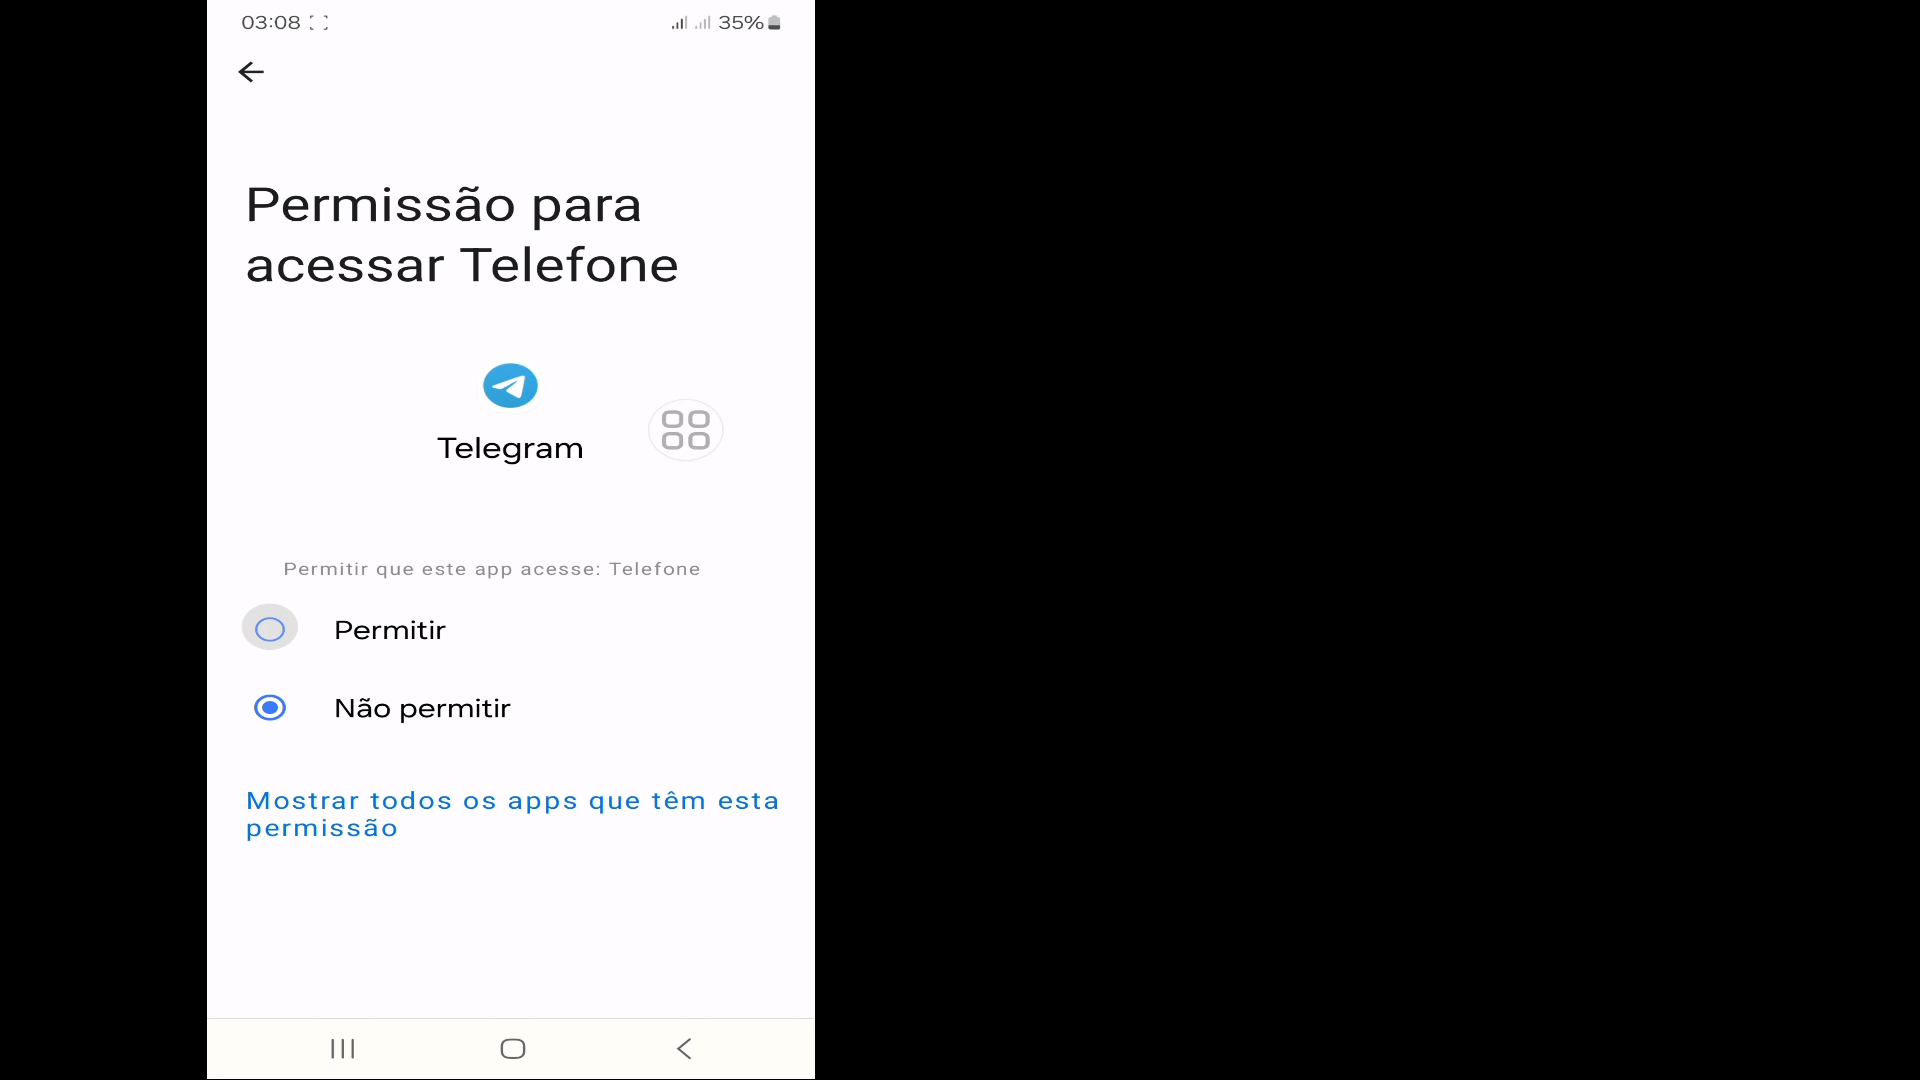 03:08 35%
Permissão para
acessar Telefone
Telegram
Permitir que este app acesse: Telefone
Permitir
Não permitir
Mostrar todos os apps que têm esta
permissão